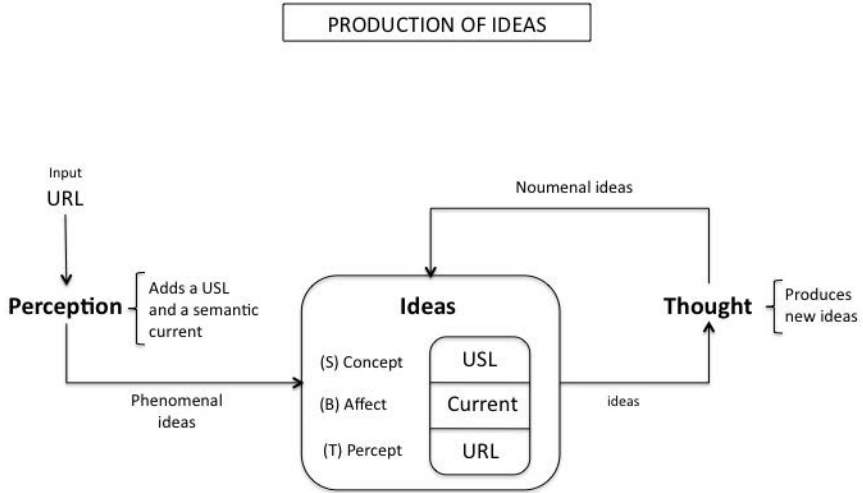 PRODUCTION OF IDEAS
Input
URL
Noumenal ideas
Perception
Adds a USL
and a semantic
current
Ideas
Thought
Produces
new ideas
(S) Concept
USL
(B) Affect
Current
(T) Percept
URL
Phenomenal
ideas
ideas